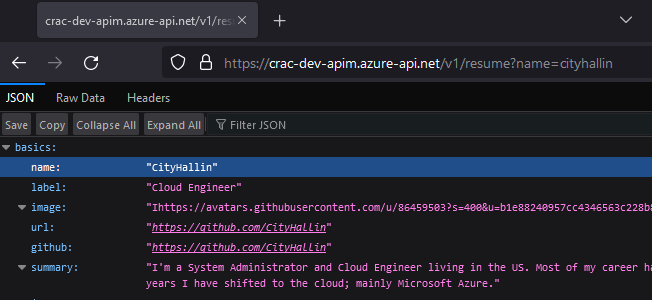 crac-dev-apim.azure-api.net/v1/resu
https://crac-dev-apim.azure-api.net/v1/resume?name=cityhallin
JSON Raw Data Headers
Save Copy Collapse All Expand All Filter JSON
basics:
name: "CityHallin"
label: "Cloud Engineer"
image: "Ihttps://avatars.githubusercontent.com/u/86459503?s=400&u=b1e88240957cc4346563c228b
url: "https://github.com/CityHallin"
github: "https://github.com/CityHallin"
summary: "I'm a System Administrator and Cloud Engineer living in the US. Most of my career ha
years I have shifted to the cloud; mainly Microsoft Azure."